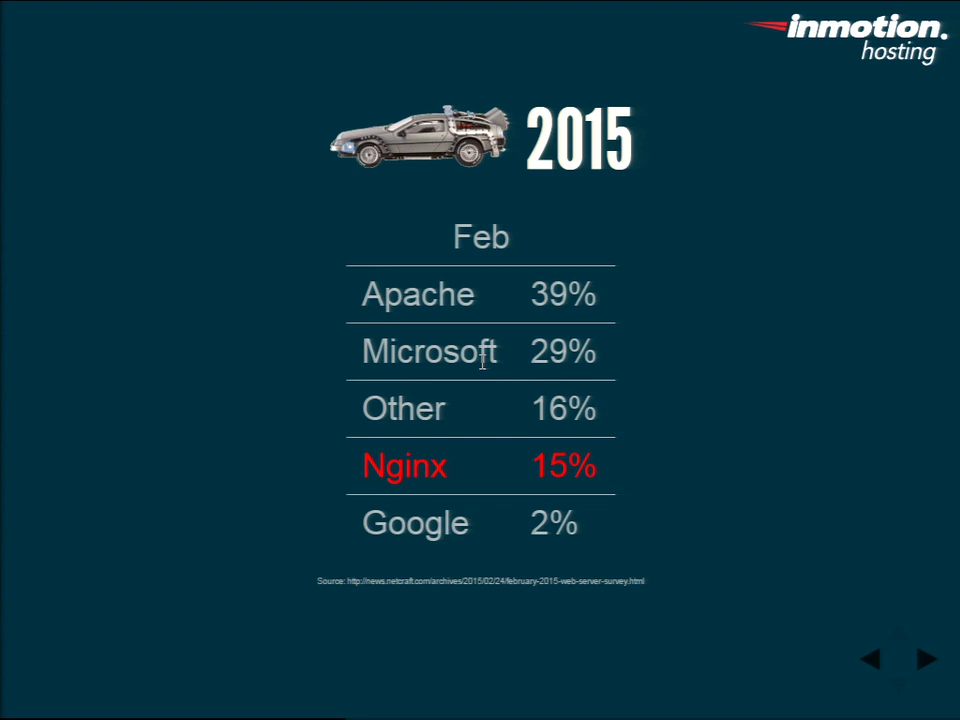 inmotion.
hosting
2015
Feb
Apache 39%
Microsoft 29%
Other 16%
Nginx 15%
Google 2%
Source: http://news.netcraft.com/archives/2015/02/24/february-2015-web-server-survey.html